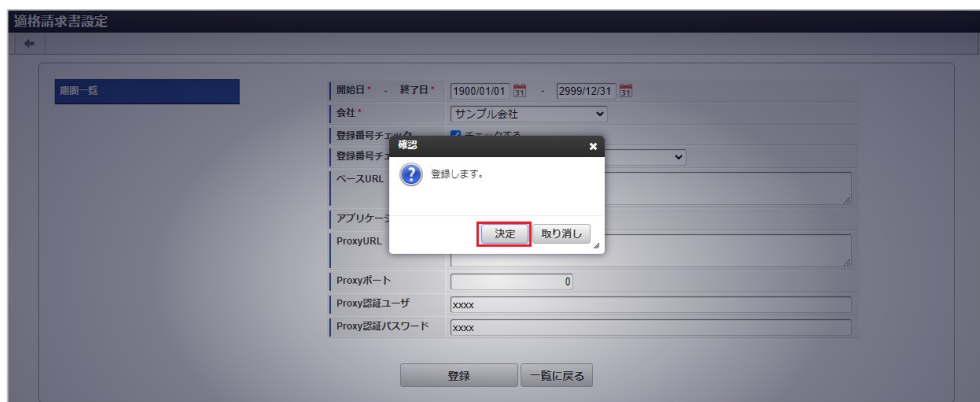 適格請求書設定
期間一覧
開始日* - 終了日* 1900/01/01 31 - 2999/12/31 31
会社* サンプル会社
登録番号チェック チェックする
確認
登録番号チェ
ベースURL
登録します。
アプリケーシ
決定 取り消し
ProxyURL
Proxyポート 0
Proxy認証ユーザ xxxx
Proxy認証パスワード xxxx
登録 一覧に戻る